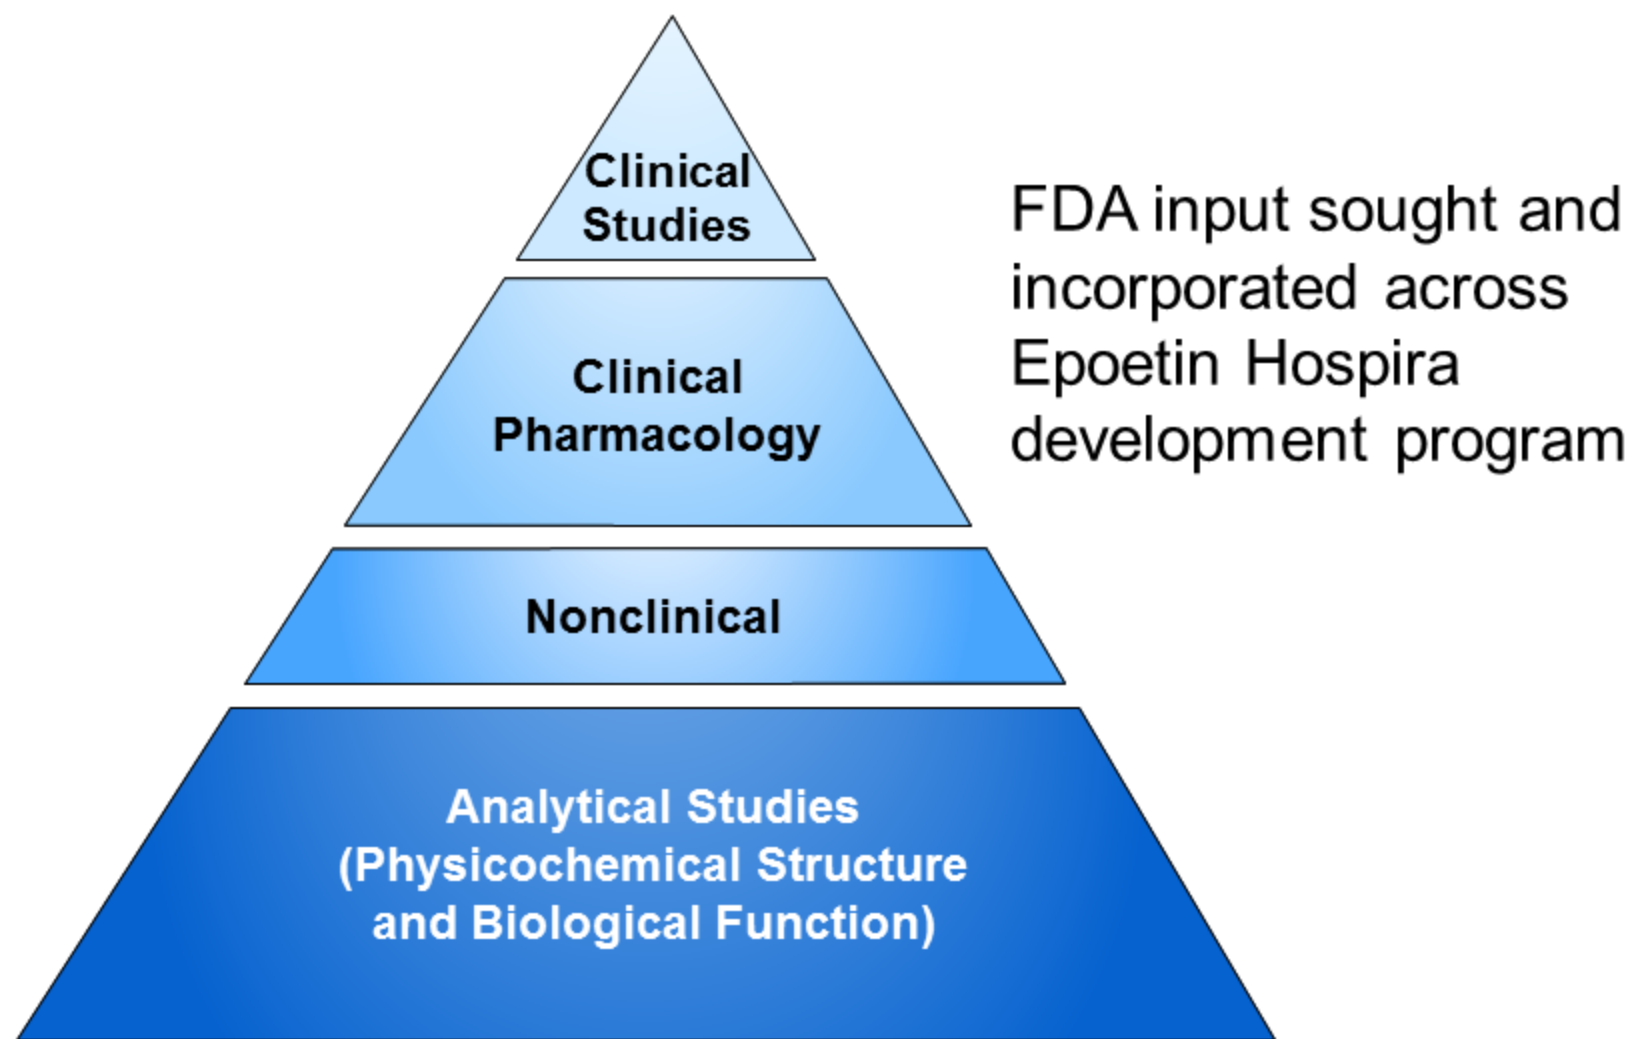 Clinical
Studies
FDA input sought and
incorporated across
Epoetin Hospira
development program
Clinical
Pharmacology
Nonclinical
Analytical Studies
(Physicochemical Structure
and Biological Function)